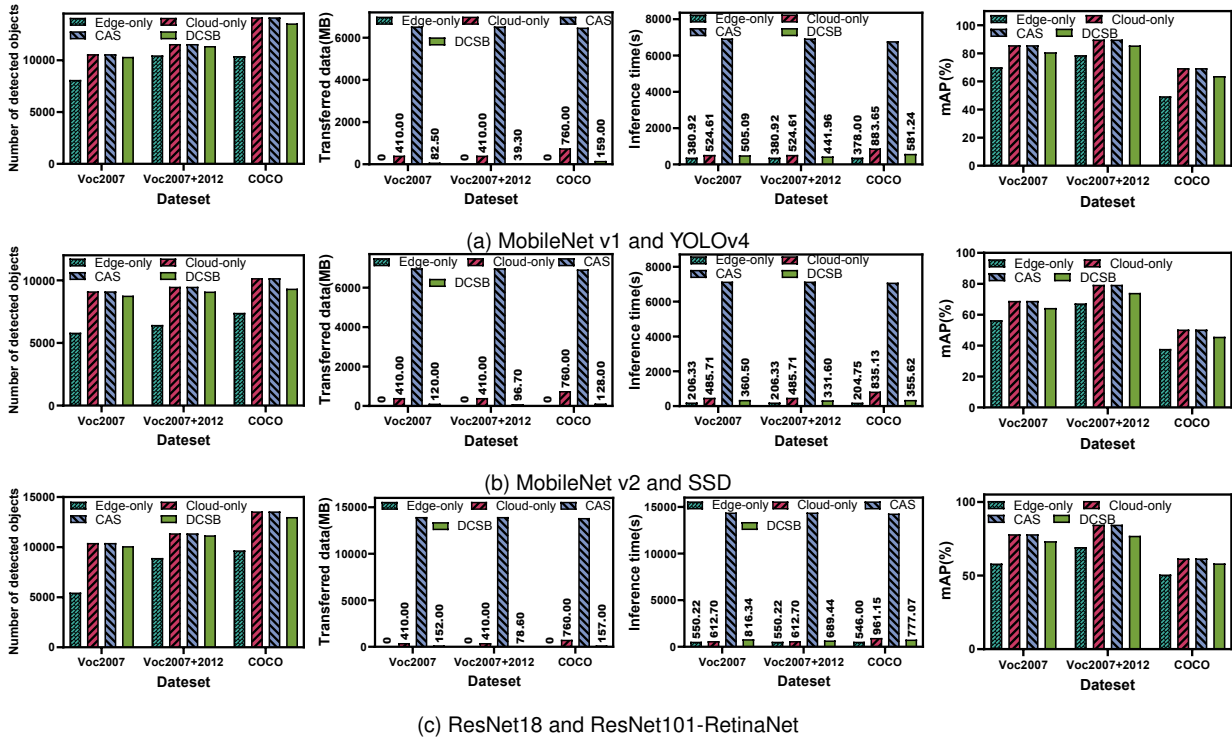 Number of detected objects
10000
5000
0
Edge-only Cloud-only
CAS DCSB
Voc2007 Voc2007+2012 COCO
Dateset
Transferred data(MB)
6000
4000
2000
0
Edge-only Cloud-only CAS
DCSB
0 410.00 82.50
0 410.00 39.30
0 760.00 159.00
Voc2007 Voc2007+2012 COCO
Dateset
Inference time(s)
8000
6000
4000
2000
0
Edge-only Cloud-only
CAS DCSB
380.92 524.61 505.09
380.92 524.61 441.96
378.00 883.65 581.24
Voc2007 Voc2007+2012 COCO
Dateset
mAP(%)
100
80
60
40
20
0
Edge-only Cloud-only
CAS DCSB
Voc2007 Voc2007+2012 COCO
Dateset
(a) MobileNet v1 and YOLOv4
Number of detected objects
10000
5000
0
Edge-only Cloud-only
CAS DCSB
Voc2007 Voc2007+2012 COCO
Dateset
Transferred data(MB)
6000
4000
2000
0
Edge-only Cloud-only CAS
DCSB
0 410.00 120.00
0 410.00 96.70
0 760.00 128.00
Voc2007 Voc2007+2012 COCO
Dateset
Inference time(s)
8000
6000
4000
2000
0
Edge-only Cloud-only
CAS DCSB
206.33 485.71 360.50
206.33 485.71 331.60
204.75 835.13 355.62
Voc2007 Voc2007+2012 COCO
Dateset
mAP(%)
100
80
60
40
20
0
Edge-only Cloud-only
CAS DCSB
Voc2007 Voc2007+2012 COCO
Dateset
(b) MobileNet v2 and SSD
Number of detected objects
15000
10000
5000
0
Edge-only Cloud-only
CAS DCSB
Voc2007 Voc2007+2012 COCO
Dateset
Transferred data(MB)
15000
10000
5000
0
Edge-only Cloud-only CAS
DCSB
0 410.00 152.00
0 410.00 78.60
0 760.00 157.00
Voc2007 Voc2007+2012 COCO
Dateset
Inference time(s)
15000
10000
5000
0
Edge-only Cloud-only CAS
DCSB
550.22 612.70 816.34
550.22 612.70 689.44
546.00 961.15 777.07
Voc2007 Voc2007+2012 COCO
Dateset
mAP(%)
100
50
0
Edge-only Cloud-only
CAS DCSB
Voc2007 Voc2007+2012 COCO
Dateset
(c) ResNet18 and ResNet101-RetinaNet